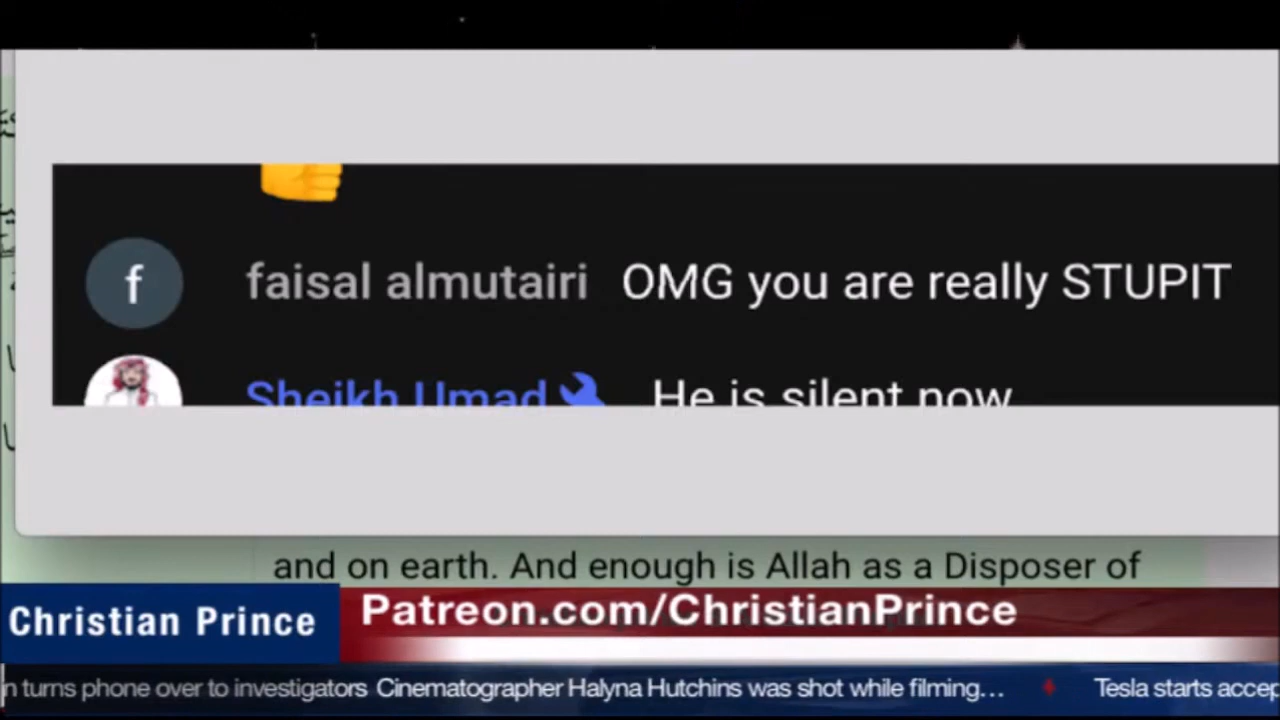 f faisal almutairi OMG you are really STUPIT
Sheikh Umad He is silent now
and on earth. And enough is Allah as a Disposer of
Christian Prince
Patreon.com/ChristianPrince
n turns phone over to investigators Cinematographer Halyna Hutchins was shot while filming… Tesla starts accep